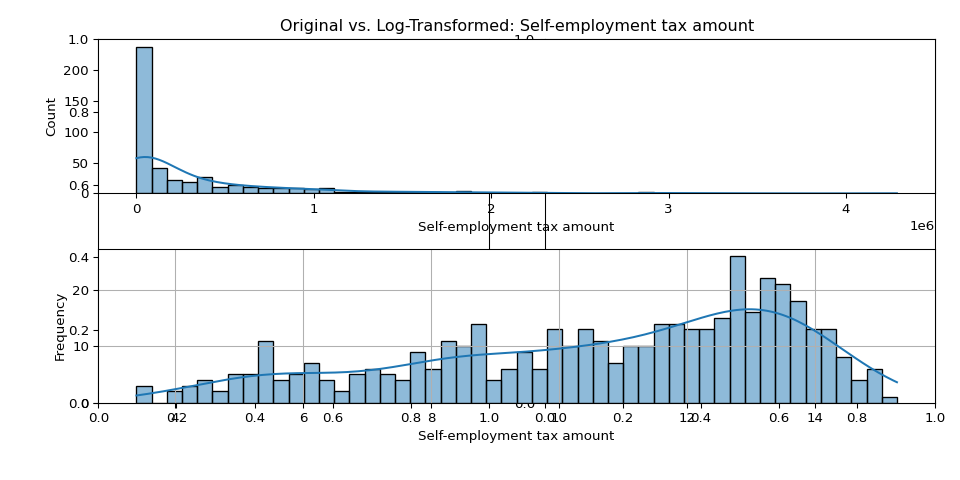 Original vs. Log-Transformed: Self-employment tax amount
1.0
200
150
0.8
100
50
0.6
0
Count
0 1 2 3 4
Self-employment tax amount
1e6
0.4
20
0.2
10
0.0
Frequency
0.0 0.2 0.4 6 0.6 0.8 8 1.0 0.0 10 0.2 12 0.4 0.6 14 0.8 1.0
Self-employment tax amount